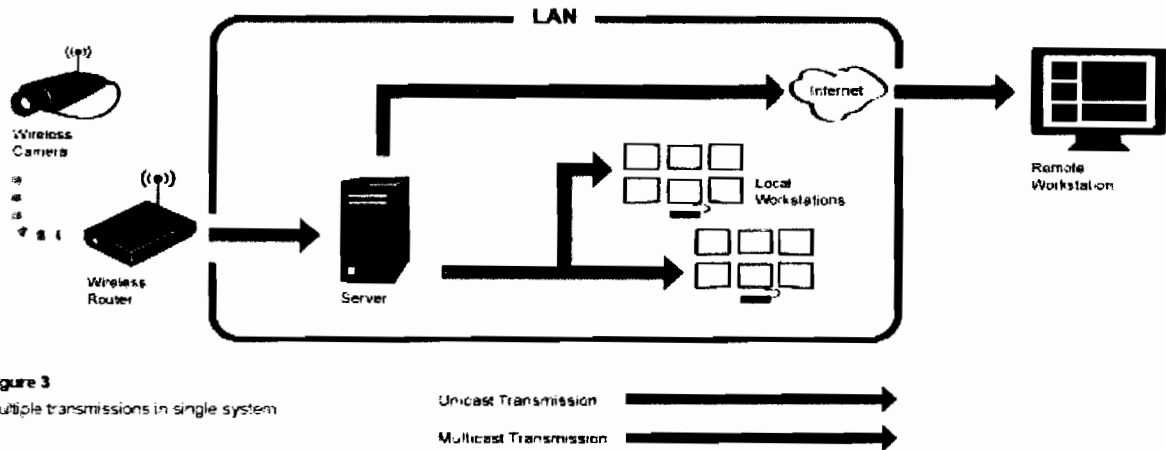 LAN
Wireless
Camera
Internet
Remote
Workstation
Local
Workstations
Wireless
Router
Server
gure 3
ultiple transmissions in single system
Unicast Transmission
Multicast Transmission